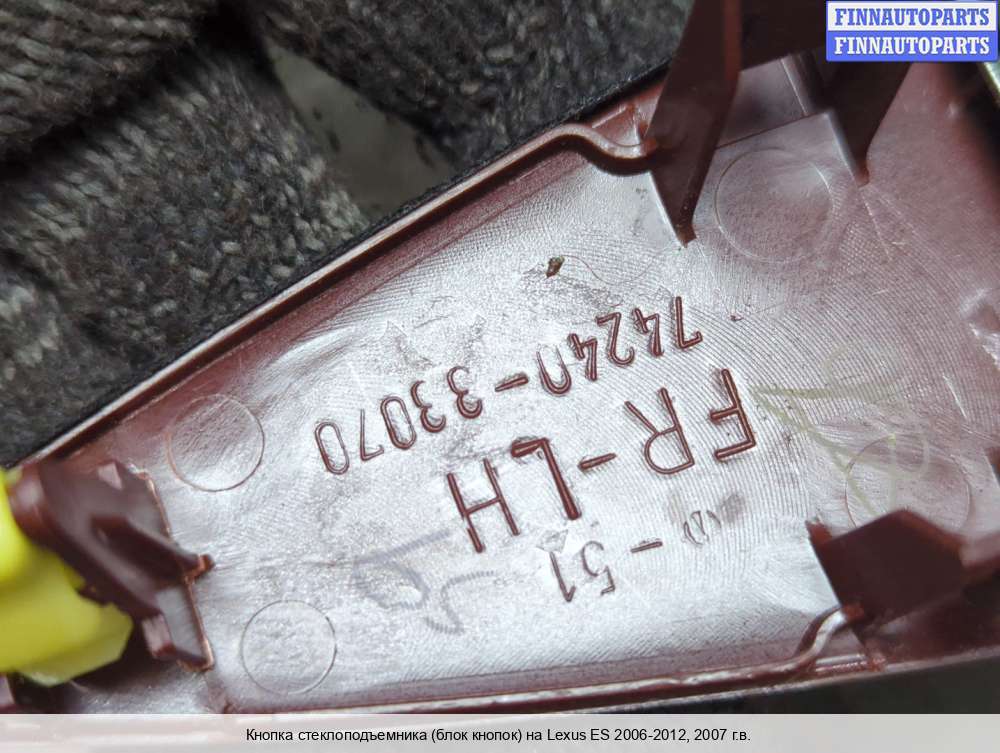 FINNAUTOPARTS
FINNAUTOPARTS
74240-33070
FR-LH
-51
Кнопка стеклоподъемника (блок кнопок) на Lexus ES 2006-2012, 2007 г.в.